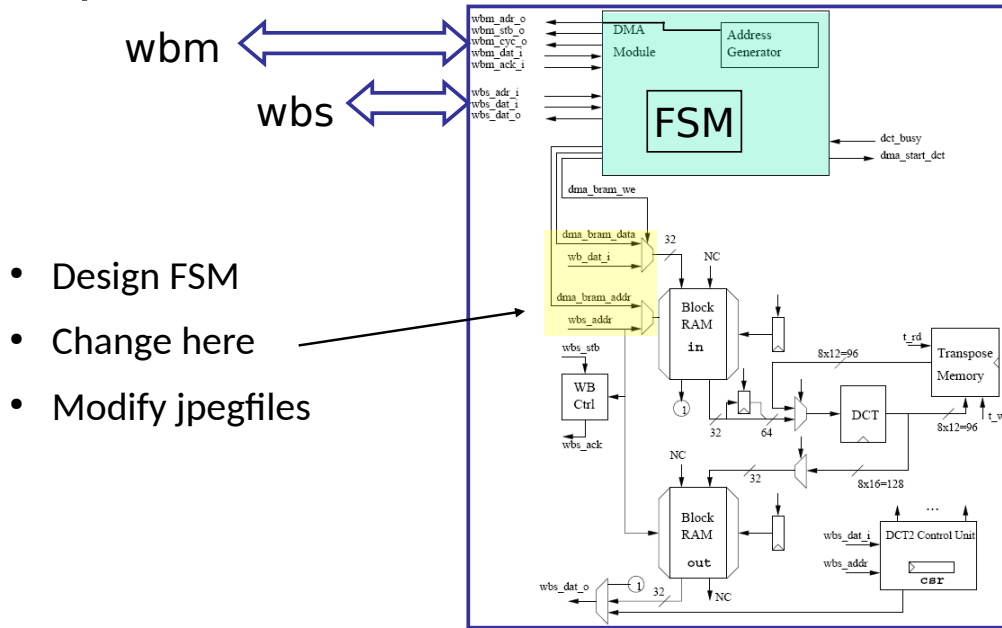 wbm
wbs
• Design FSM
• Change here
• Modify jpegfiles
wbm_adr_o
wbm_stb_o
wbm_cyc_o
wbm_dat_i
wbm_ack_i
wbs_adr_i
wbs_dat_i
wbs_dat_o
DMA
Module
Address
Generator
FSM
dct_busy
dma_start_dct
dma_bram_we
dma_bram_data
32
wb_dat_i
NC
dma_bram_addr
wbs_addr
Block
RAM
in
wbs_stb
WB
Ctrl
wbs_ack
1
32
64
8x12=96
t_rd
Transpose
Memory
DCT
8x12=96
NC
32
8x16=128
Block
RAM
out
...
wbs_dat_i
DCT2 Control Unit
wbs_addr
csr
wbs_dat_o
1
32
NC